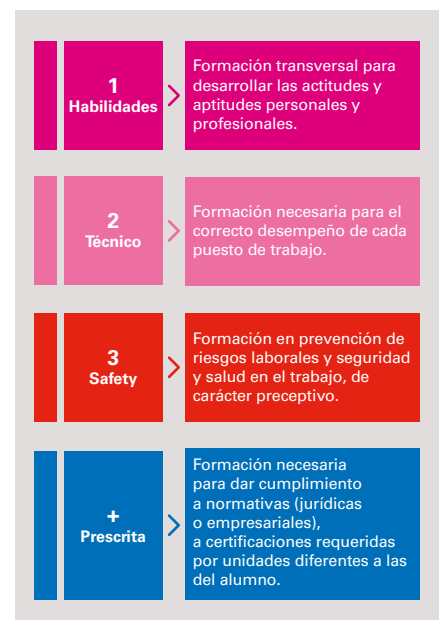 1
Habilidades
Formación transversal para
desarrollar las actitudes y
aptitudes personales y
profesionales.
2
Técnico
Formación necesaria para el
correcto desempeño de cada
puesto de trabajo.
3
Safety
Formación en prevención de
riesgos laborales y seguridad
y salud en el trabajo, de
carácter preceptivo.
+
Prescrita
Formación necesaria
para dar cumplimiento
a normativas (jurídicas
o empresariales),
a certificaciones requeridas
por unidades diferentes a las
del alumno.